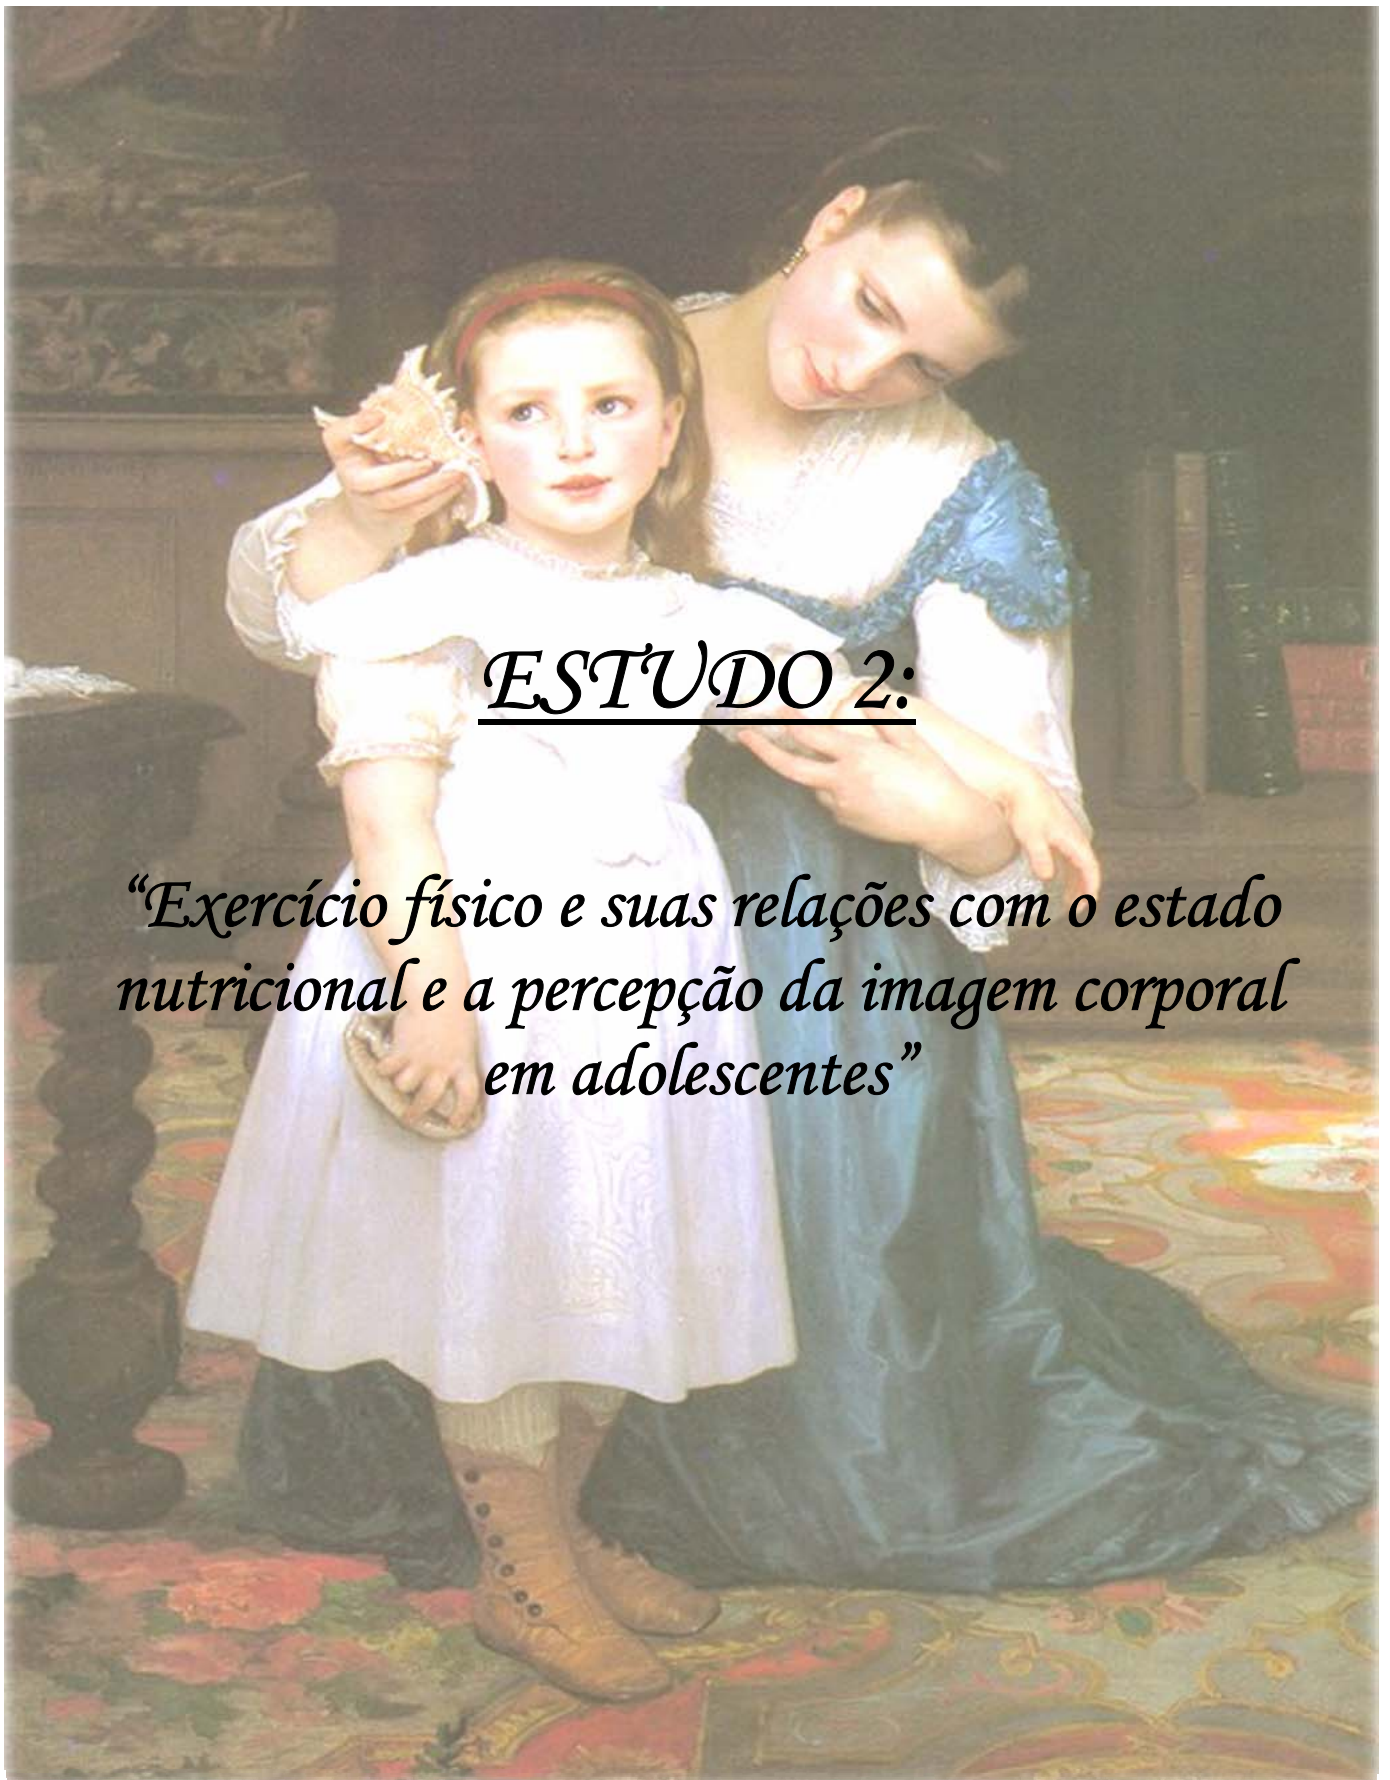 ESTUDO 2:
“Exercício físico e suas relações com o estado
nutricional e a percepção da imagem corporal
em adolescentes”